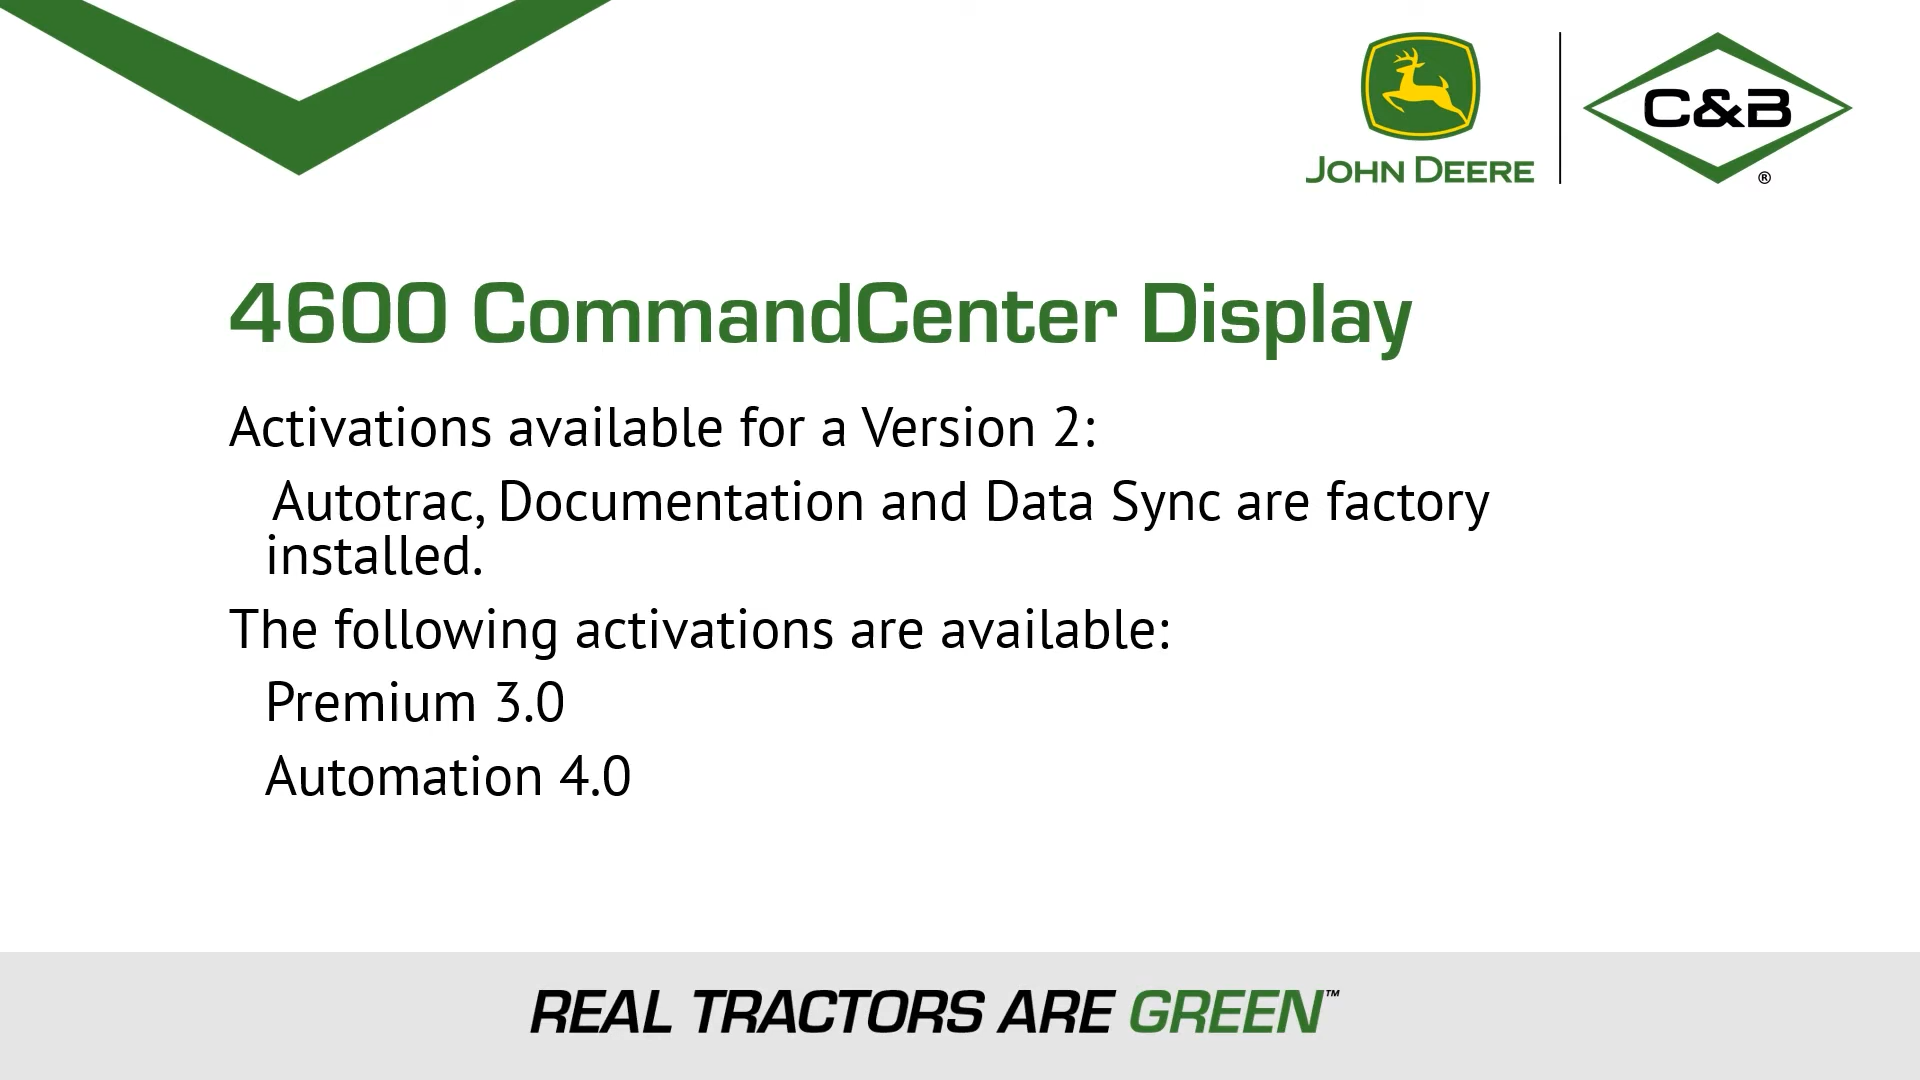 JOHN DEERE
C&B
®
4600 CommandCenter Display
Activations available for a Version 2:
Autotrac, Documentation and Data Sync are factory
installed.
The following activations are available:
Premium 3.0
Automation 4.0
REAL TRACTORS ARE GREEN™